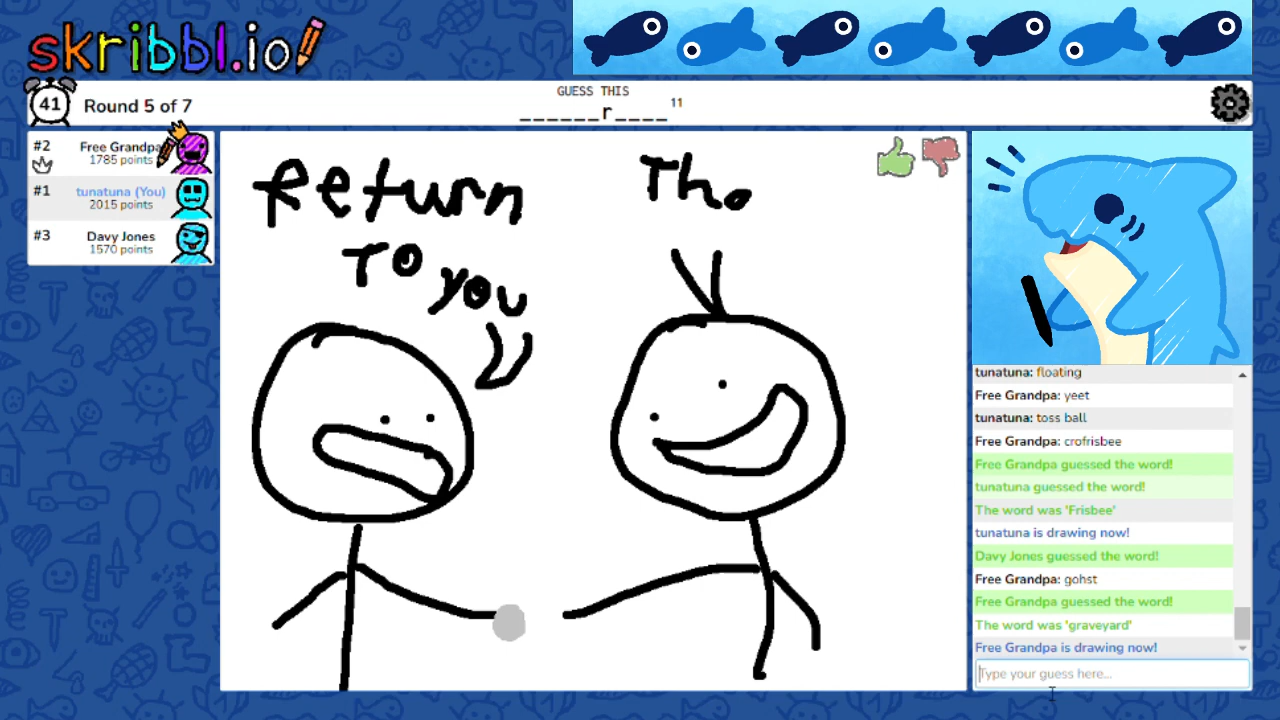 skribbl.io
41
Round 5 of 7
GUESS THIS
______r____ 11
#2 Free Grandpa
1785 points
#1 tunatuna (You)
2015 points
#3 Davy Jones
1570 points
Return
To you
Tha
tunatuna: floating
Free Grandpa: yeet
tunatuna: toss ball
Free Grandpa: crofrisbee
Free Grandpa guessed the word!
tunatuna guessed the word!
The word was 'Frisbee'
tunatuna is drawing now!
Davy Jones guessed the word!
Free Grandpa: gohst
Free Grandpa guessed the word!
The word was 'graveyard'
Free Grandpa is drawing now!
Type your guess here...